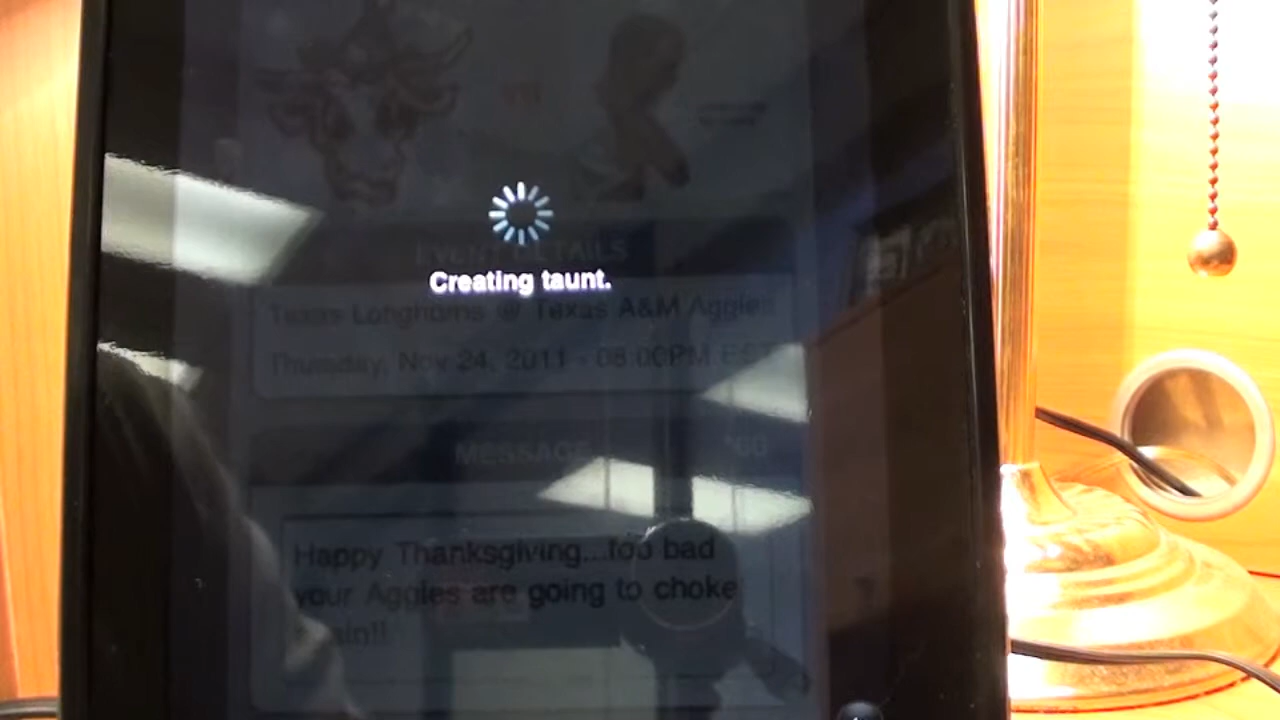 EVENT DETAILS
Creating taunt.
Texas Longhorns @ Texas A&M Aggies
Thursday, Nov 24, 2011 - 08:00PM EST
MESSAGE
Happy Thanksgiving...too bad
your Aggies are going to choke
again!!